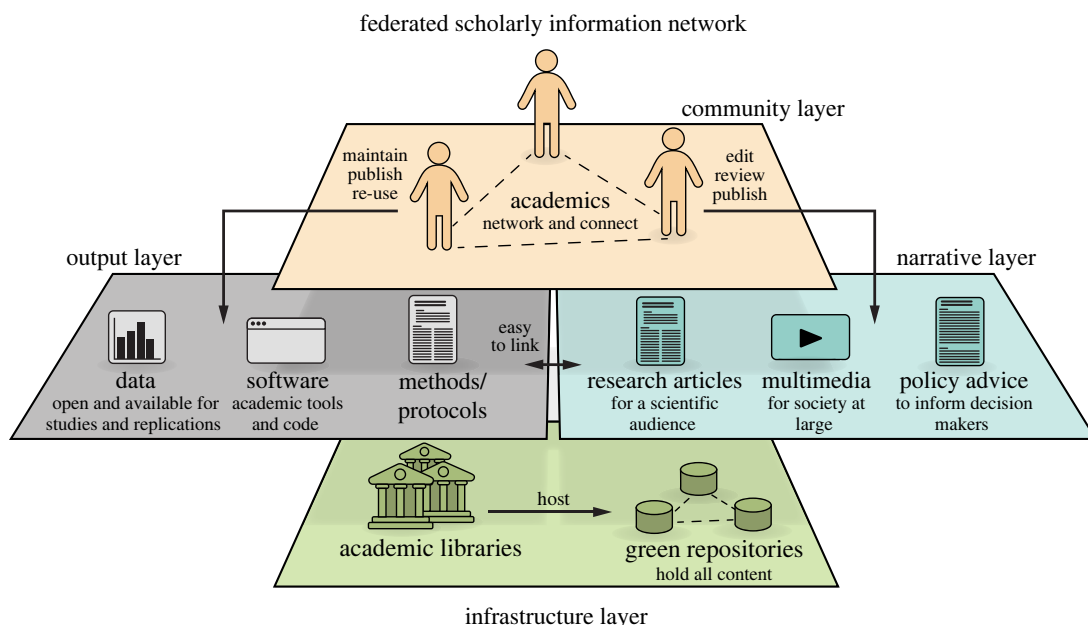 federated scholarly information network
community layer
maintain
publish
re-use
edit
review
publish
academics
network and connect
output layer
narrative layer
easy
to link
data
open and available for
studies and replications
software
academic tools
and code
methods/
protocols
research articles
for a scientific
audience
multimedia
for society at
large
policy advice
to inform decision
makers
host
academic libraries
green repositories
hold all content
infrastructure layer